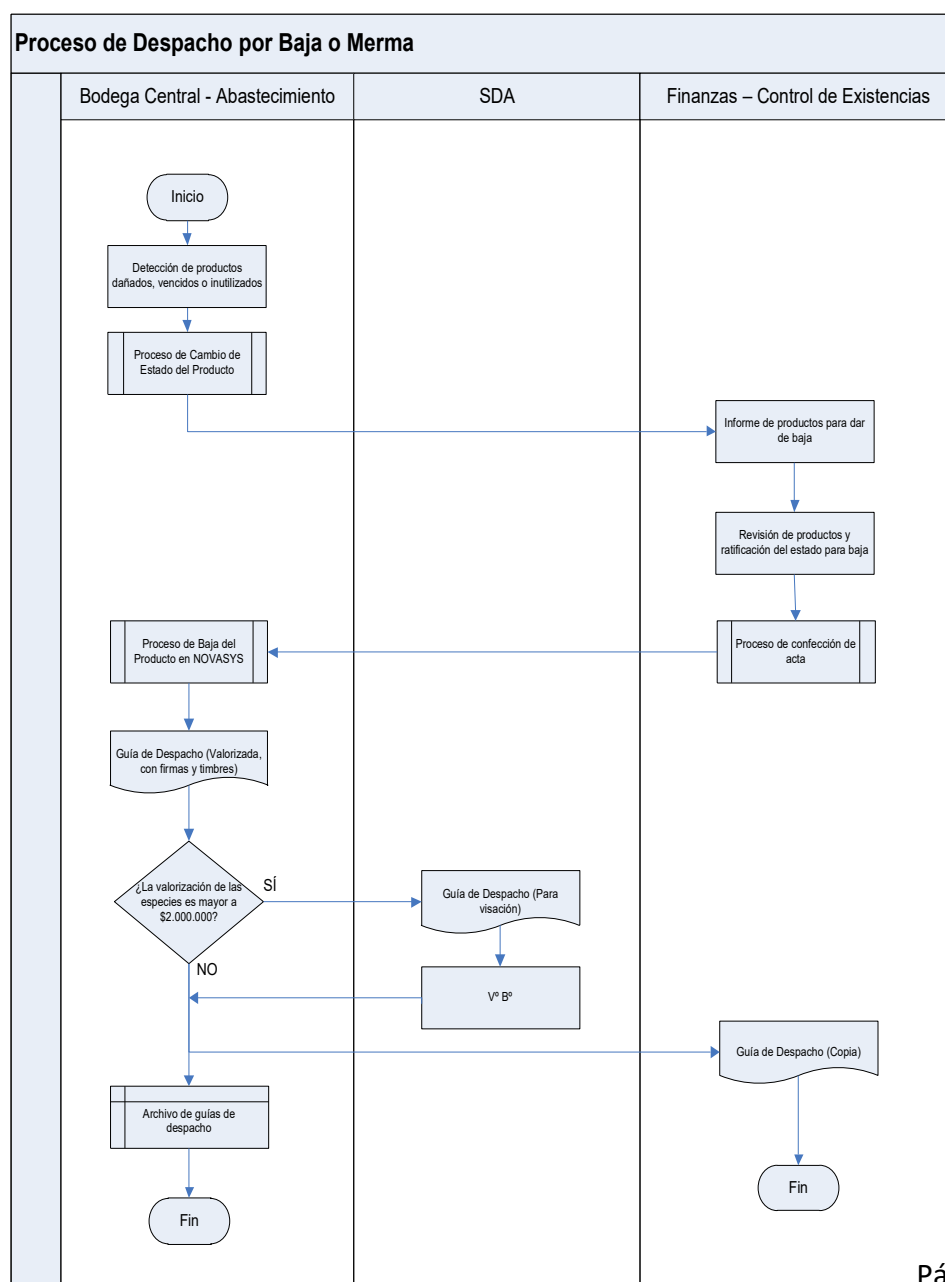 Proceso de Despacho por Baja o Merma
Bodega Central - Abastecimiento
SDA
Finanzas – Control de Existencias
Inicio
Detección de productos
dañados, vencidos o inutilizados
Proceso de Cambio de
Estado del Producto
Informe de productos para dar
de baja
Revisión de productos y
ratificación del estado para baja
Proceso de confección de
acta
Proceso de Baja del
Producto en NOVASYS
Guía de Despacho (Valorizada,
con firmas y timbres)
¿La valorización de las
especies es mayor a
$2.000.000?
SÍ
NO
Guía de Despacho (Para
visación)
Vº Bº
Guía de Despacho (Copia)
Archivo de guías de
despacho
Fin
Fin
Pá